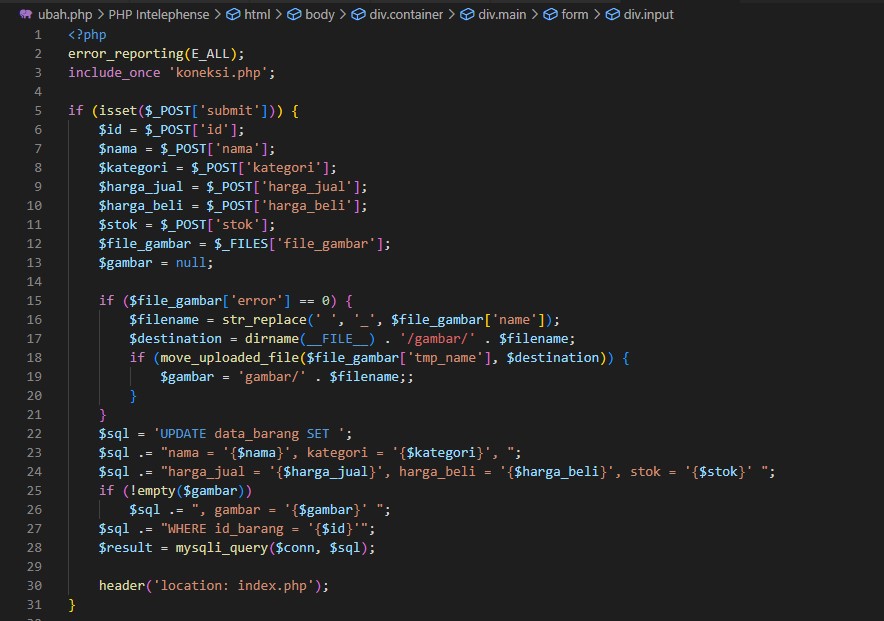 ubah.php > PHP Intelephense > html > body > div.container > div.main > form > div.input
1 <?php
2 error_reporting(E_ALL);
3 include_once 'koneksi.php';
4
5 if (isset($_POST['submit'])) {
6     $id = $_POST['id'];
7     $nama = $_POST['nama'];
8     $kategori = $_POST['kategori'];
9     $harga_jual = $_POST['harga_jual'];
10     $harga_beli = $_POST['harga_beli'];
11     $stok = $_POST['stok'];
12     $file_gambar = $_FILES['file_gambar'];
13     $gambar = null;
14
15     if ($file_gambar['error'] == 0) {
16         $filename = str_replace(' ', '_', $file_gambar['name']);
17         $destination = dirname(__FILE__) . '/gambar/' . $filename;
18         if (move_uploaded_file($file_gambar['tmp_name'], $destination)) {
19             $gambar = 'gambar/' . $filename;;
20         }
21     }
22     $sql = 'UPDATE data_barang SET ';
23     $sql .= "nama = '{$nama}', kategori = '{$kategori}', ";
24     $sql .= "harga_jual = '{$harga_jual}', harga_beli = '{$harga_beli}', stok = '{$stok}' ";
25     if (!empty($gambar))
26         $sql .= ", gambar = '{$gambar}' ";
27     $sql .= "WHERE id_barang = '{$id}'";
28     $result = mysqli_query($conn, $sql);
29
30     header('location: index.php');
31 }